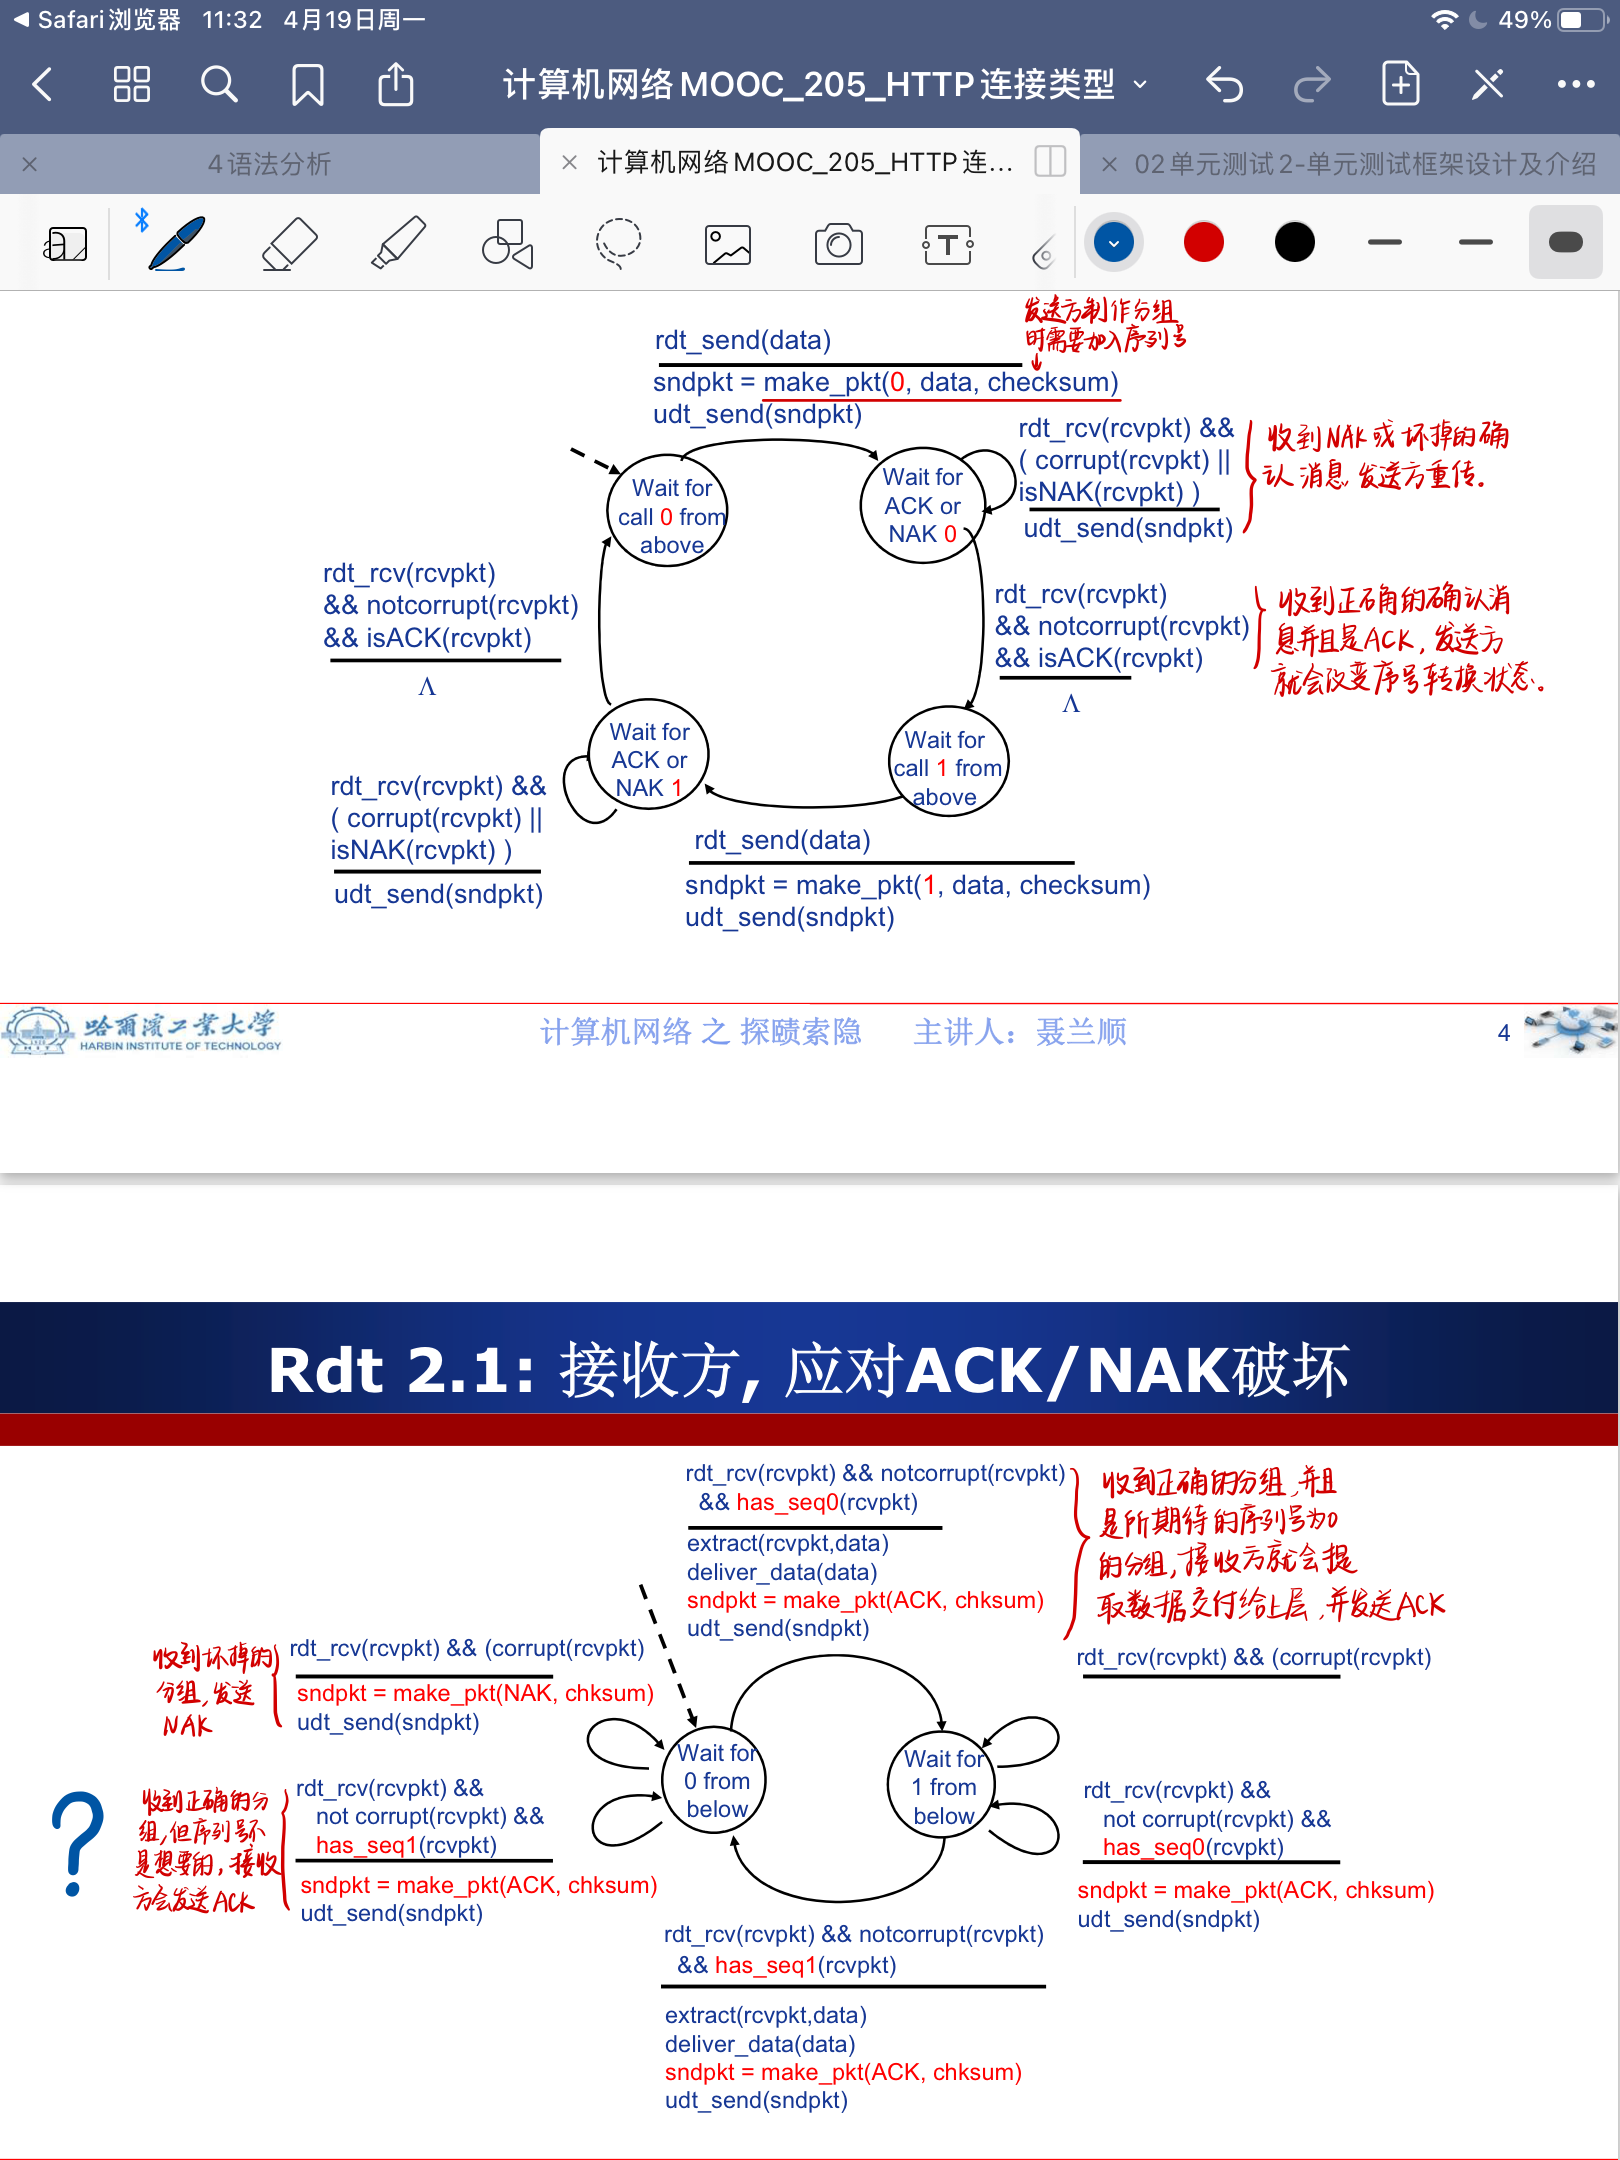 Safari浏览器 11:32 4月19日周一
49%
计算机网络MOOC_205_HTTP连接类型
4语法分析
计算机网络MOOC_205_HTTP连...
02单元测试2-单元测试框架设计及介绍
发送方制作分组
时需要加入序列号
rdt_send(data)
sndpkt = make_pkt(0, data, checksum)
udt_send(sndpkt)
rdt_rcv(rcvpkt) &&
( corrupt(rcvpkt) ||
isNAK(rcvpkt) )
udt_send(sndpkt)
收到NAK或坏掉的确
认消息,发送方重传.
Wait for
call 0 from
above
Wait for
ACK or
NAK 0
rdt_rcv(rcvpkt)
&& notcorrupt(rcvpkt)
&& isACK(rcvpkt)
Λ
rdt_rcv(rcvpkt)
&& notcorrupt(rcvpkt)
&& isACK(rcvpkt)
Λ
收到正确的确认消
息并且是ACK, 发送方
就会改变序号转换状态.
Wait for
ACK or
NAK 1
Wait for
call 1 from
above
rdt_rcv(rcvpkt) &&
( corrupt(rcvpkt) ||
isNAK(rcvpkt) )
udt_send(sndpkt)
rdt_send(data)
sndpkt = make_pkt(1, data, checksum)
udt_send(sndpkt)
哈爾濱工業大学
HARBIN INSTITUTE OF TECHNOLOGY
计算机网络 之 探赜索隐 主讲人：聂兰顺
4
Rdt 2.1: 接收方, 应对ACK/NAK破坏
rdt_rcv(rcvpkt) && notcorrupt(rcvpkt)
&& has_seq0(rcvpkt)
extract(rcvpkt,data)
deliver_data(data)
sndpkt = make_pkt(ACK, chksum)
udt_send(sndpkt)
收到正确的分组,并且
是所期待的序列号为0
的分组,接收方就会提
取数据交付给上层,并发送ACK
收到坏掉的
分组,发送
NAK
rdt_rcv(rcvpkt) && (corrupt(rcvpkt)
sndpkt = make_pkt(NAK, chksum)
udt_send(sndpkt)
rdt_rcv(rcvpkt) && (corrupt(rcvpkt)
Wait for
0 from
below
Wait for
1 from
below
?
收到正确的分
组,但序列号不
是想要的,接收
方会发送ACK
rdt_rcv(rcvpkt) &&
not corrupt(rcvpkt) &&
has_seq1(rcvpkt)
sndpkt = make_pkt(ACK, chksum)
udt_send(sndpkt)
rdt_rcv(rcvpkt) &&
not corrupt(rcvpkt) &&
has_seq0(rcvpkt)
sndpkt = make_pkt(ACK, chksum)
udt_send(sndpkt)
rdt_rcv(rcvpkt) && notcorrupt(rcvpkt)
&& has_seq1(rcvpkt)
extract(rcvpkt,data)
deliver_data(data)
sndpkt = make_pkt(ACK, chksum)
udt_send(sndpkt)